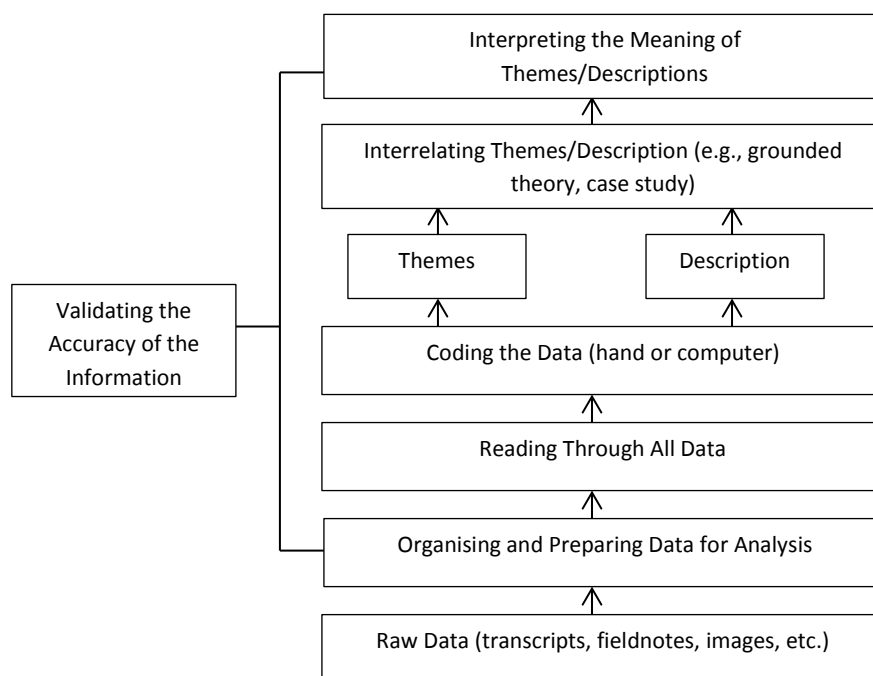 Interpreting the Meaning of
Themes/Descriptions
Interrelating Themes/Description (e.g., grounded
theory, case study)
Themes
Description
Validating the
Accuracy of the
Information
Coding the Data (hand or computer)
Reading Through All Data
Organising and Preparing Data for Analysis
Raw Data (transcripts, fieldnotes, images, etc.)